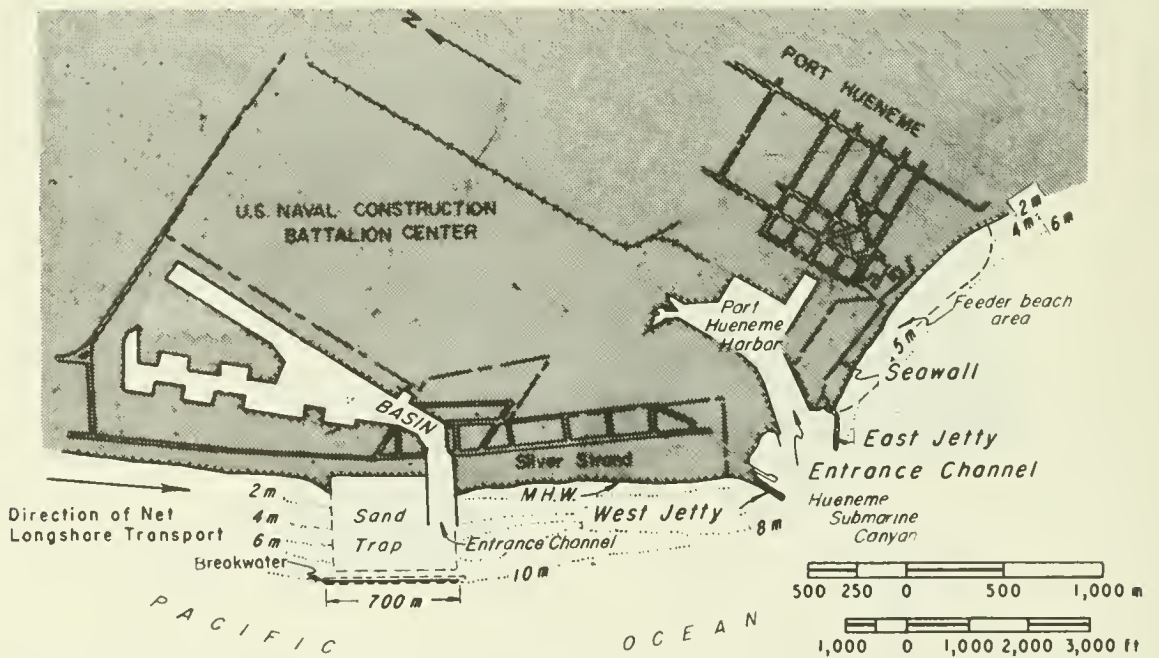 N
PORT HUENEME
U.S. NAVAL CONSTRUCTION
BATTALION CENTER
2 m
4 m
6 m
Feeder beach
area
5 m
Port
Hueneme
Harbor
Seawall
BASIN
East Jetty
Silver Strand
Entrance Channel
M.H.W.
West Jetty
Hueneme
Submarine
Canyon
8 m
2 m
Direction of Net
Longshore Transport
4 m
Sand
6 m
Trap
Entrance Channel
Breakwater
10 m
700 m
PACIFIC
OCEAN
500 250 0 500 1,000 m
1,000 0 1,000 2,000 3,000 ft